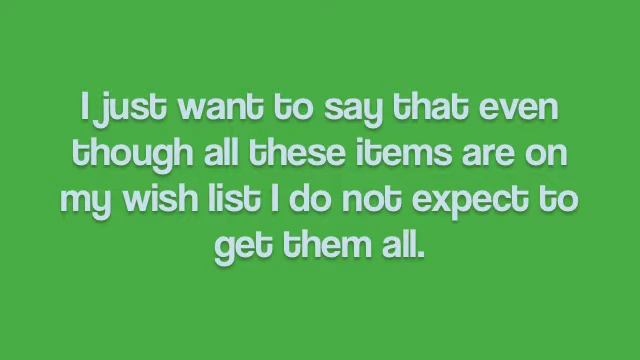 I just want to say that even
though all these items are on
my wish list I do not expect to
get them all.